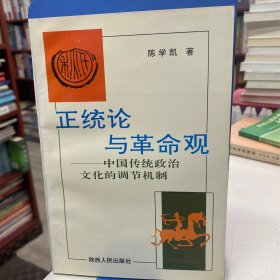 陈学凯 著
正统论
与革命观
——中国传统政治
文化的调节机制
陕西人民出版社